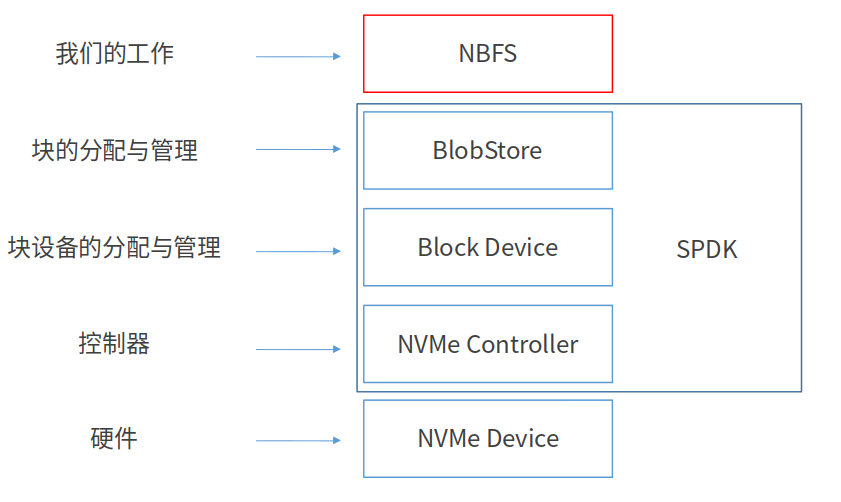 我们的工作
NBFS
块的分配与管理
BlobStore
块设备的分配与管理
Block Device
SPDK
控制器
NVMe Controller
硬件
NVMe Device